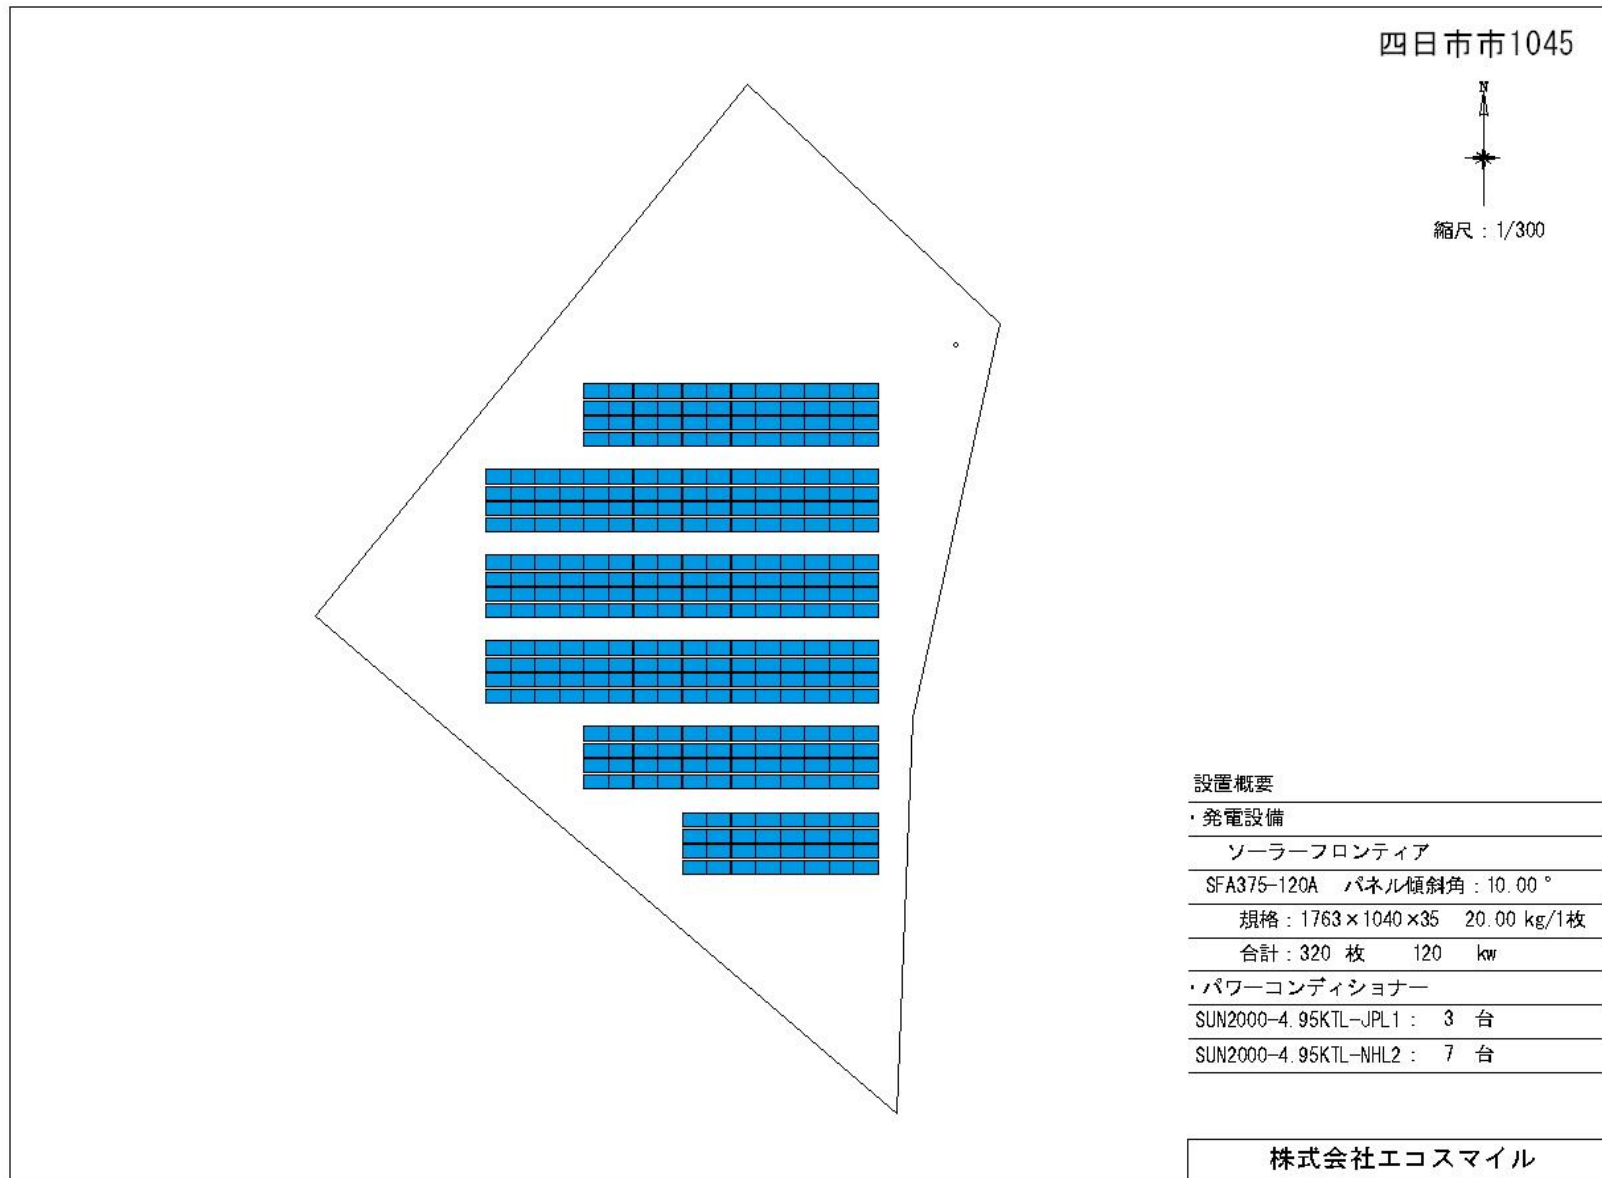 四日市市1045
N
縮尺：1/300
設置概要
・発電設備
ソーラーフロンティア
SFA375-120A　パネル傾斜角：10.00°
規格：1763×1040×35　20.00 kg/1枚
合計：320 枚　120　kw
・パワーコンディショナー
SUN2000-4.95KTL-JPL1：　3　台
SUN2000-4.95KTL-NHL2：　7　台
株式会社エコスマイル